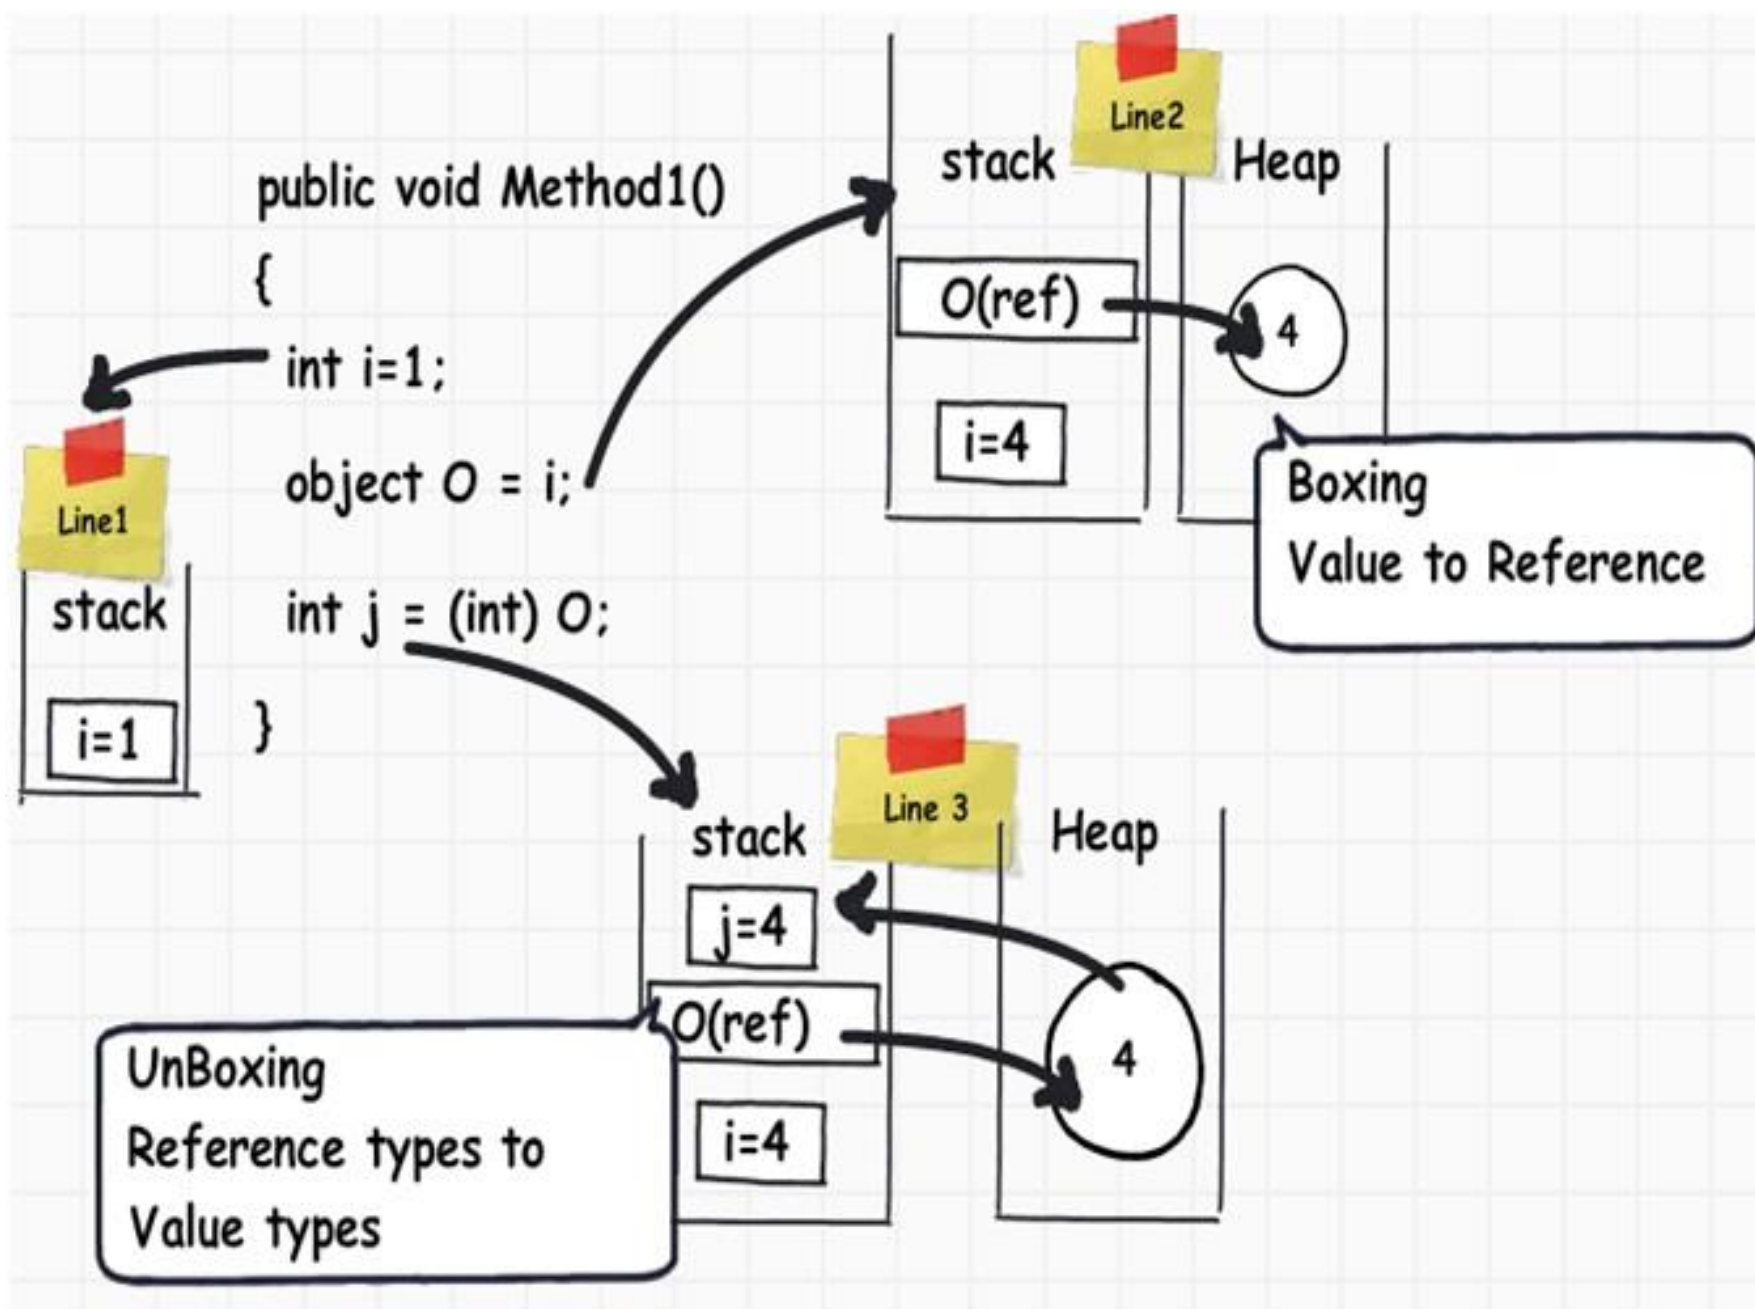 public void Method1()
{
int i=1;
object O = i;
int j = (int) O;
}
Line1
stack
i=1
Line2
stack
Heap
O(ref)
4
i=4
Boxing
Value to Reference
Line 3
stack
Heap
j=4
O(ref)
4
i=4
UnBoxing
Reference types to
Value types